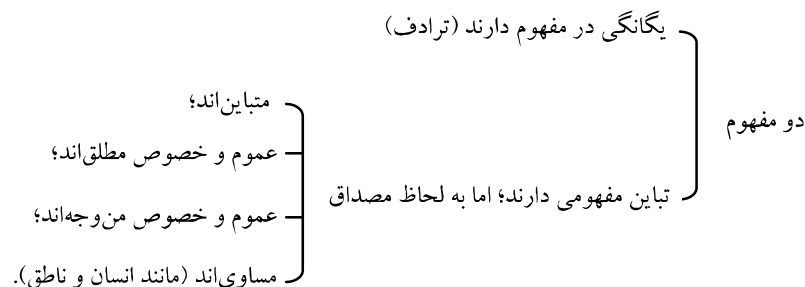 دو مفهوم
یگانگی در مفهوم دارند (ترادف)
تباین مفهومی دارند؛ اما به لحاظ مصداق
متباین‌اند؛
عموم و خصوص مطلق‌اند؛
عموم و خصوص من‌وجه‌اند؛
مساوی‌اند (مانند انسان و ناطق).